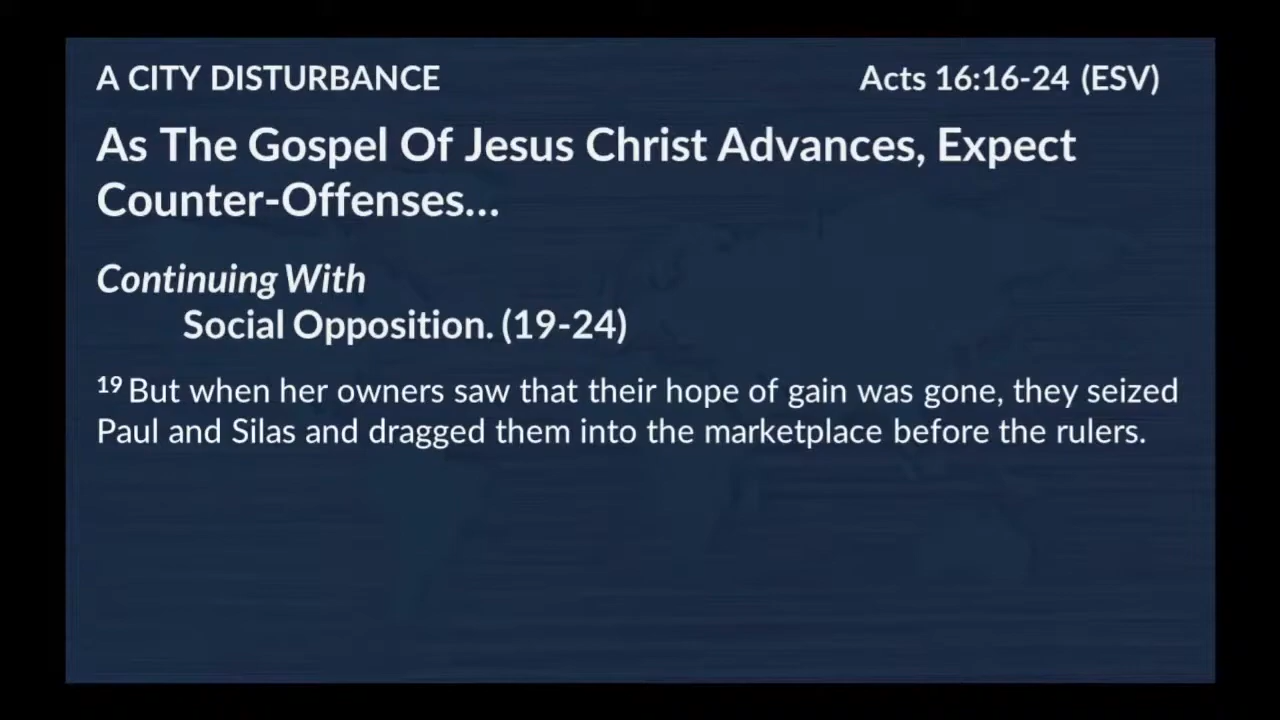 A CITY DISTURBANCE Acts 16:16-24 (ESV)
As The Gospel Of Jesus Christ Advances, Expect
Counter-Offenses...
Continuing With
Social Opposition. (19-24)
19 But when her owners saw that their hope of gain was gone, they seized
Paul and Silas and dragged them into the marketplace before the rulers.